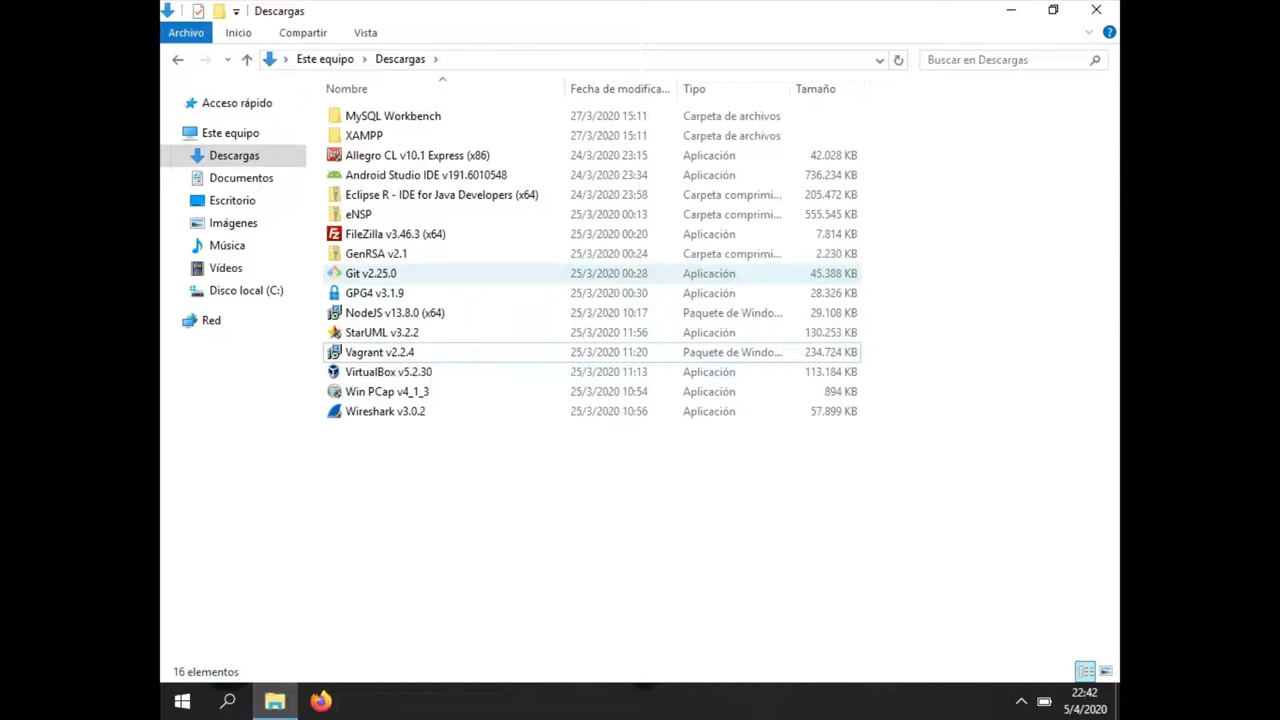 Descargas
Archivo Inicio Compartir Vista
Este equipo Descargas Buscar en Descargas
Nombre Fecha de modifica... Tipo Tamaño
Acceso rápido
Este equipo
Descargas
Documentos
Escritorio
Imágenes
Música
Vídeos
Disco local (C:)
Red
MySQL Workbench 27/3/2020 15:11 Carpeta de archivos
XAMPP 27/3/2020 15:11 Carpeta de archivos
Allegro CL v10.1 Express (x86) 24/3/2020 23:15 Aplicación 42.028 KB
Android Studio IDE v191.6010548 24/3/2020 23:34 Aplicación 736.234 KB
Eclipse R - IDE for Java Developers (x64) 24/3/2020 23:58 Carpeta comprimi... 205.472 KB
eNSP 25/3/2020 00:13 Carpeta comprimi... 555.545 KB
FileZilla v3.46.3 (x64) 25/3/2020 00:20 Aplicación 7.814 KB
GenRSA v2.1 25/3/2020 00:24 Carpeta comprimi... 2.230 KB
Git v2.25.0 25/3/2020 00:28 Aplicación 45.388 KB
GPG4 v3.1.9 25/3/2020 00:30 Aplicación 28.326 KB
NodeJS v13.8.0 (x64) 25/3/2020 10:17 Paquete de Windo... 29.108 KB
StarUML v3.2.2 25/3/2020 11:56 Aplicación 130.253 KB
Vagrant v2.2.4 25/3/2020 11:20 Paquete de Windo... 234.724 KB
VirtualBox v5.2.30 25/3/2020 11:13 Aplicación 113.184 KB
Win PCap v4_1_3 25/3/2020 10:54 Aplicación 894 KB
Wireshark v3.0.2 25/3/2020 10:56 Aplicación 57.899 KB
16 elementos
22:42
5/4/2020